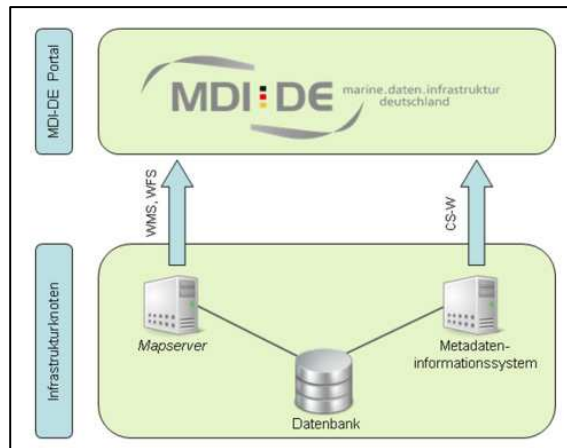 MDI-DE Portal
MDI:DE
marine.daten.infrastruktur
deutschland
WMS, WFS
CS-W
Infrastrukturknoten
Mapserver
Metadaten-
informationssystem
Datenbank